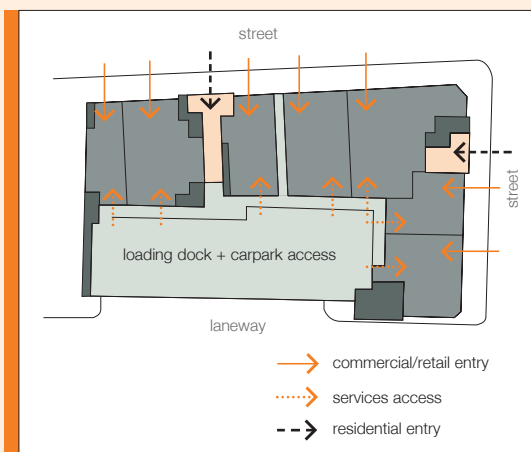 street
street
loading dock + carpark access
laneway
commercial/retail entry
services access
residential entry